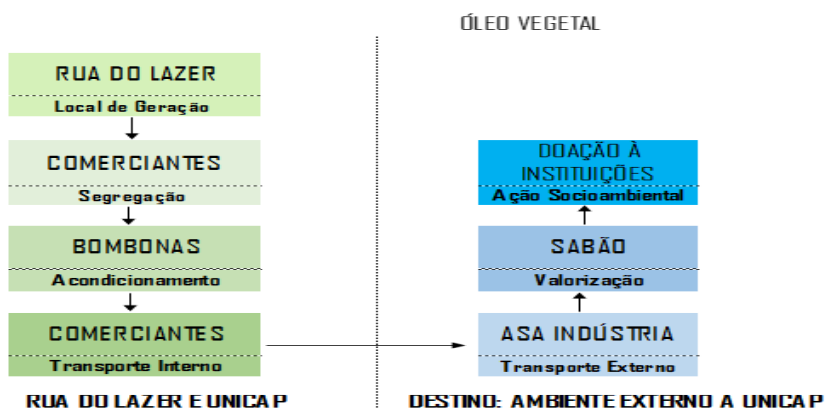 ÓLEO VEGETAL
RUA DO LAZER
Local de Geração
COMERCIANTES
Segregação
BOMBONAS
Acondicionamento
COMERCIANTES
Transporte Interno
RUA DO LAZER E UNICAP
DOAÇÃO À
INSTITUIÇÕES
Ação Socioambiental
SABÃO
Valorização
ASA INDÚSTRIA
Transporte Externo
DESTINO: AMBIENTE EXTERNO A UNICAP